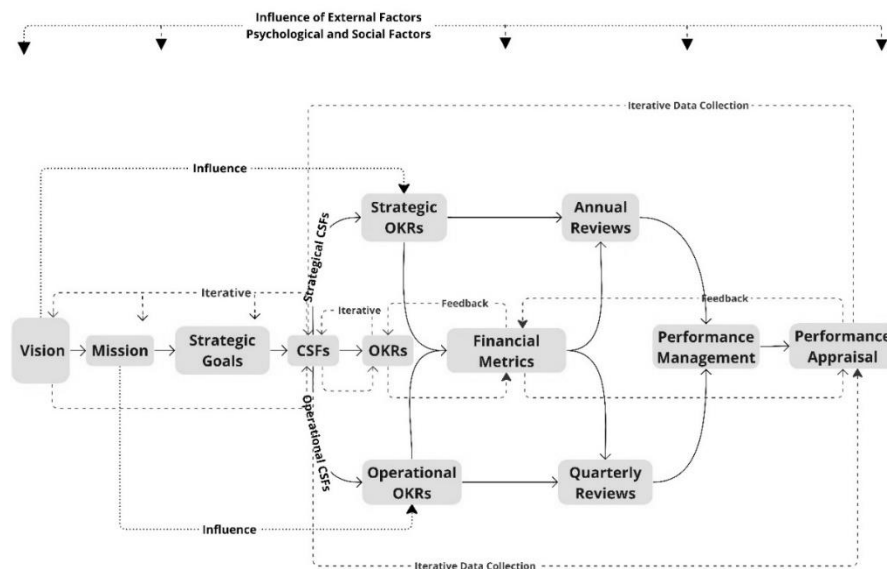 Influence of External Factors
Psychological and Social Factors
Iterative Data Collection
Influence
Strategic
OKRs
Annual
Reviews
Strategical CSFs
Iterative
Iterative
Feedback
Feedback
Vision
Mission
Strategic
Goals
CSFs
OKRs
Financial
Metrics
Performance
Management
Performance
Appraisal
Operational CSFs
Operational
OKRs
Quarterly
Reviews
Influence
Iterative Data Collection